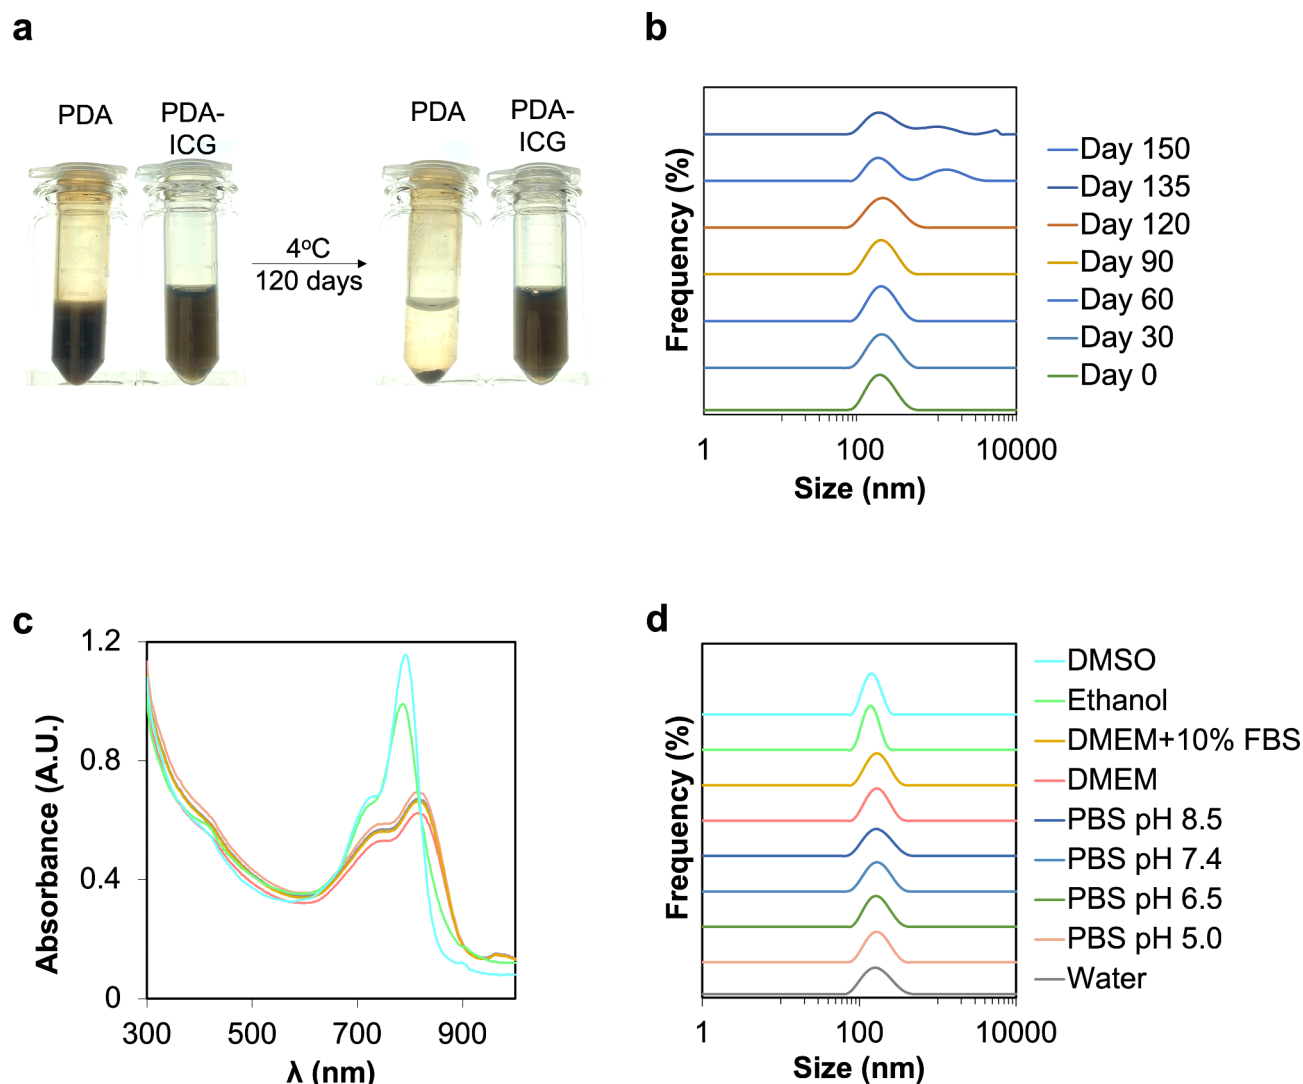 a
PDA
PDA-
ICG
4oC
120 days
PDA
PDA-
ICG
b
Frequency (%)
Day 150
Day 135
Day 120
Day 90
Day 60
Day 30
Day 0
1
100
10000
Size (nm)
c
Absorbance (A.U.)
1.2
0.8
0.4
0
300
500
700
900
λ (nm)
d
Frequency (%)
DMSO
Ethanol
DMEM+10% FBS
DMEM
PBS pH 8.5
PBS pH 7.4
PBS pH 6.5
PBS pH 5.0
Water
1
100
10000
Size (nm)